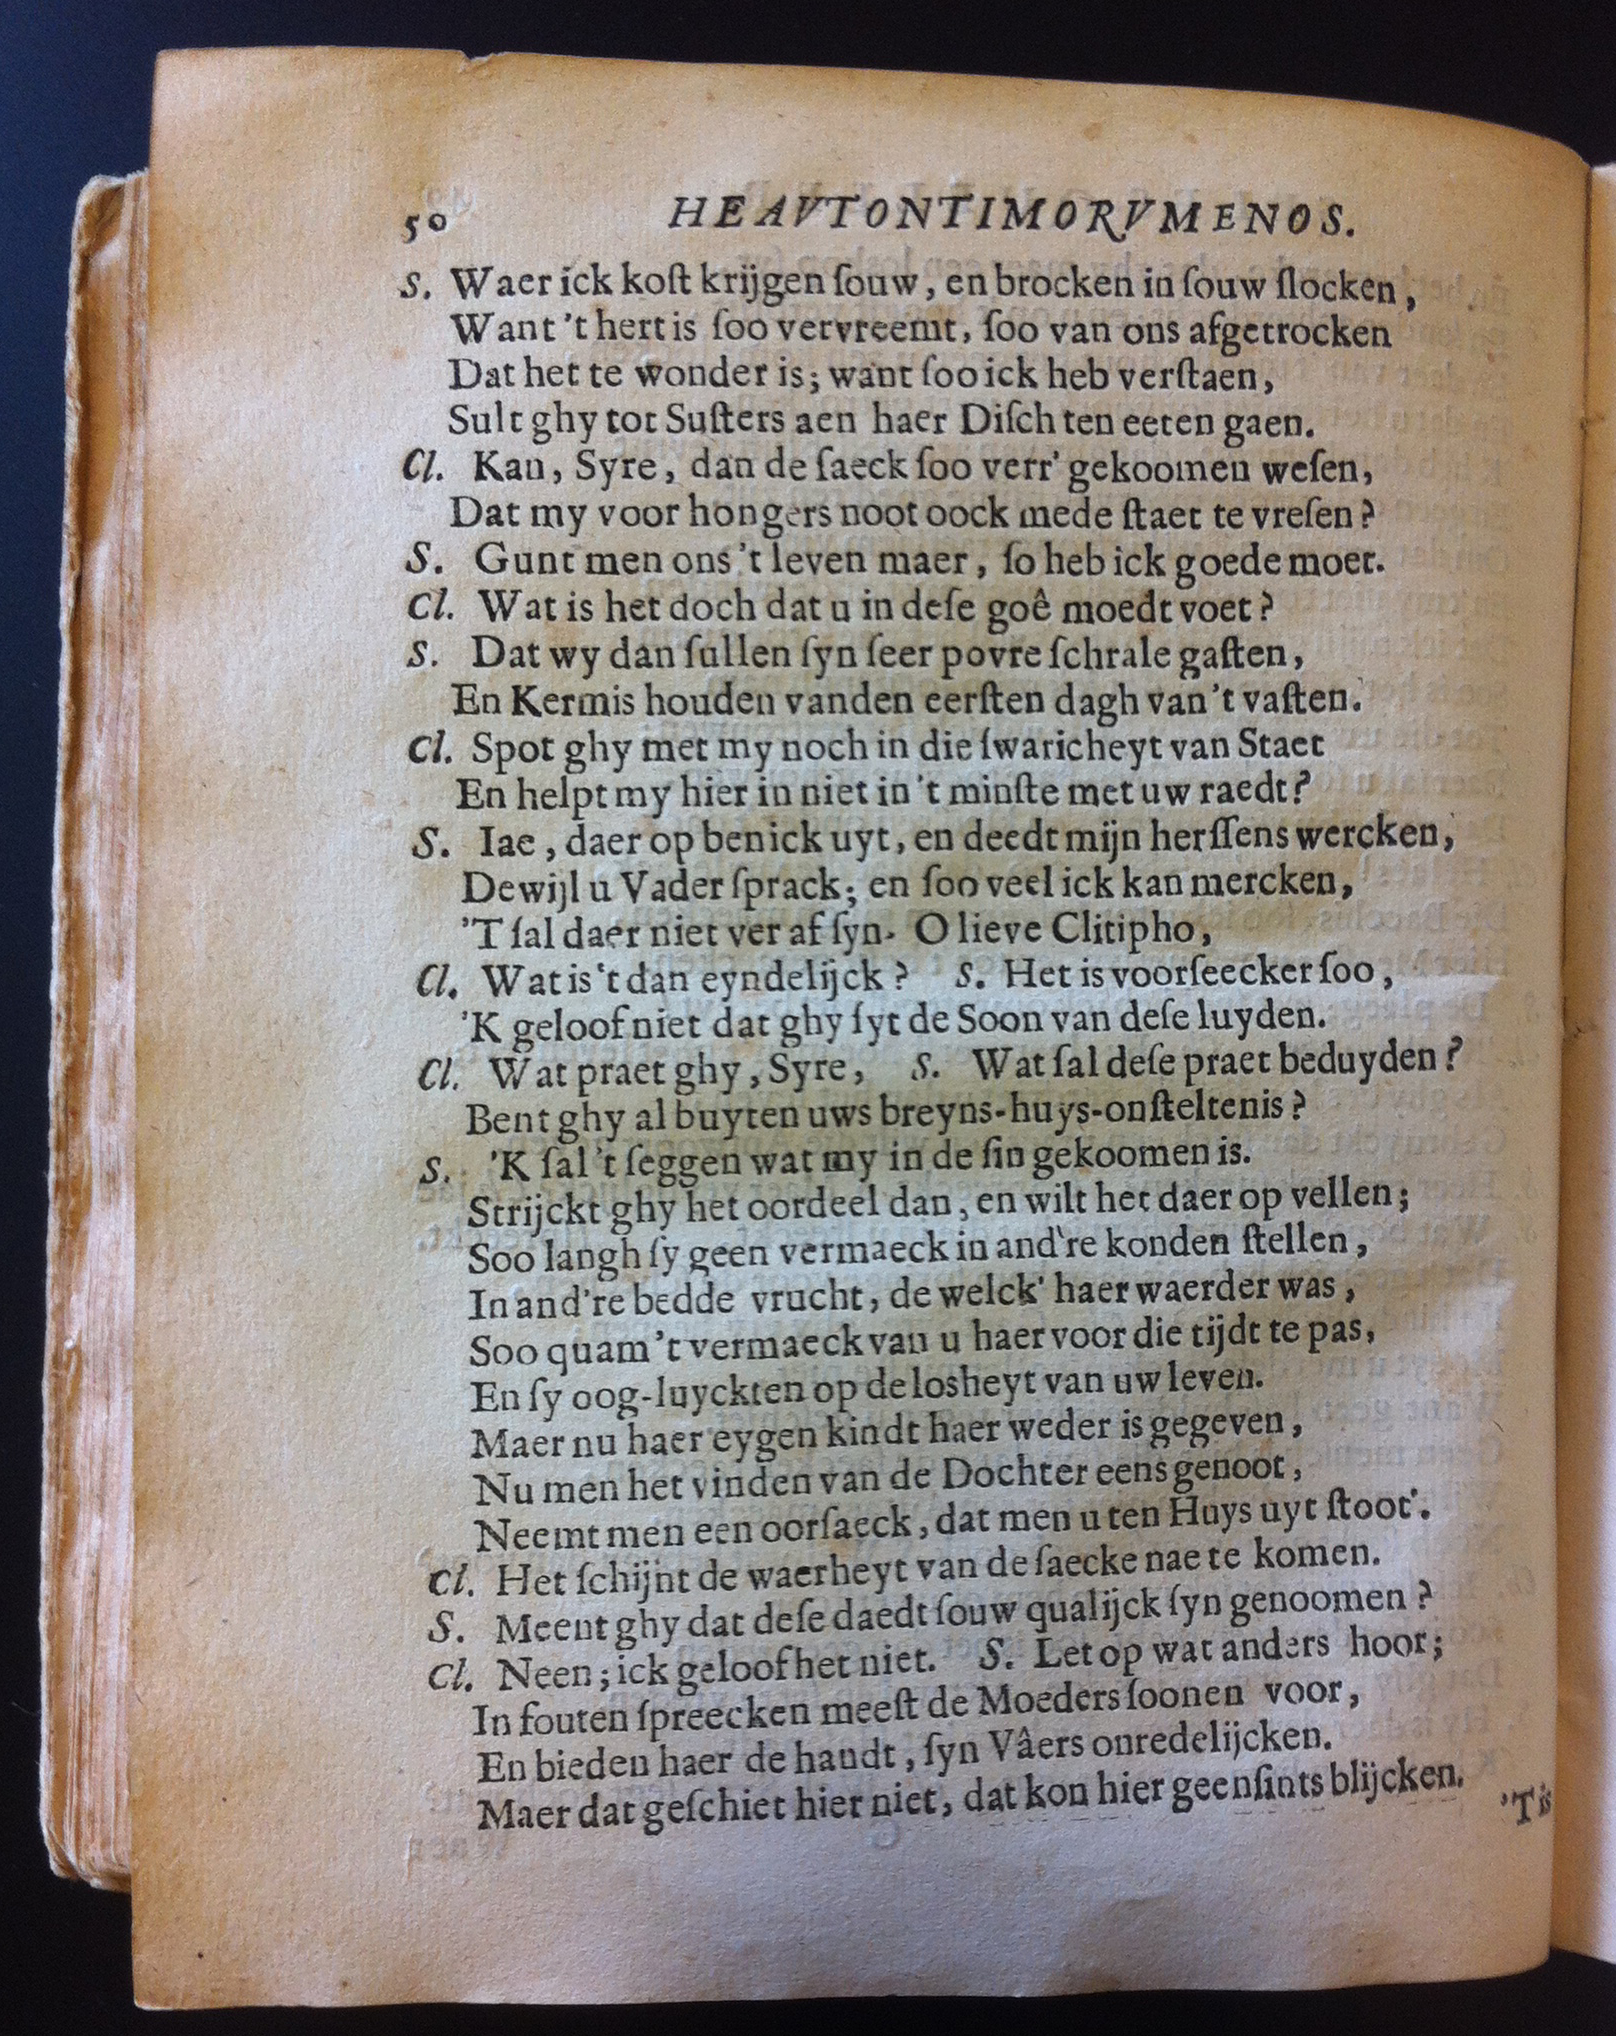 50 HEAVTONTIMORVMENOS.
S. Waer ick koſt krijgen ſouw, en brocken in ſouw ſlocken,
Want 't hert is ſoo vervreemt, ſoo van ons afgetrocken
Dat het te wonder is; want ſoo ick heb verſtaen,
Sult ghy tot Suſters aen haer Diſch ten eeten gaen.
Cl. Kan, Syre, dan de ſaeck ſoo verr' gekoomen weſen,
Dat my voor hongers noot oock mede ſtaet te vreſen?
S. Gunt men ons 't leven maer, ſo heb ick goede moet.
Cl. Wat is het doch dat u in deſe goê moedt voet?
S. Dat wy dan ſullen ſyn ſeer povre ſchrale gaſten,
En Kermis houden vanden eerſten dagh van 't vaſten.
Cl. Spot ghy met my noch in die ſwaricheyt van Staet
En helpt my hier in niet in 't minſte met uw raedt?
S. Iae, daer op ben ick uyt, en deedt mijn herſſens wercken,
Dewijl u Vader ſprack; en ſoo veel ick kan mercken,
'T ſal daer niet ver af ſyn. O lieve Clitipho,
Cl. Wat is 't dan eyndelijck? S. Het is voorſeecker ſoo,
'K geloof niet dat ghy ſyt de Soon van deſe luyden.
Cl. Wat praet ghy, Syre, S. Wat ſal deſe praet beduyden?
Bent ghy al buyten uws breyns-huys-onſteltenis?
S. 'K ſal 't ſeggen wat my in de ſin gekoomen is.
Strijckt ghy het oordeel dan, en wilt het daer op vellen;
Soo langh ſy geen vermaeck in and're konden ſtellen,
In and're bedde vrucht, de welck' haer waerder was,
Soo quam 't vermaeck van u haer voor die tijdt te pas,
En ſy oog-luyckten op de losheyt van uw leven.
Maer nu haer eygen kindt haer weder is gegeven,
Nu men het vinden van de Dochter eens genoot,
Neemt men een oorſaeck, dat men u ten Huys uyt ſtoot'.
Cl. Het ſchijnt de waerheyt van de ſaecke nae te komen.
S. Meent ghy dat deſe daedt ſouw qualijck ſyn genoomen?
Cl. Neen; ick geloof het niet. S. Let op wat anders hoor;
In fouten ſpreecken meeſt de Moeders ſoonen voor,
En bieden haer de handt, ſyn Vâers onredelijcken.
Maer dat geſchiet hier niet, dat kon hier geenſints blijcken.
'T is